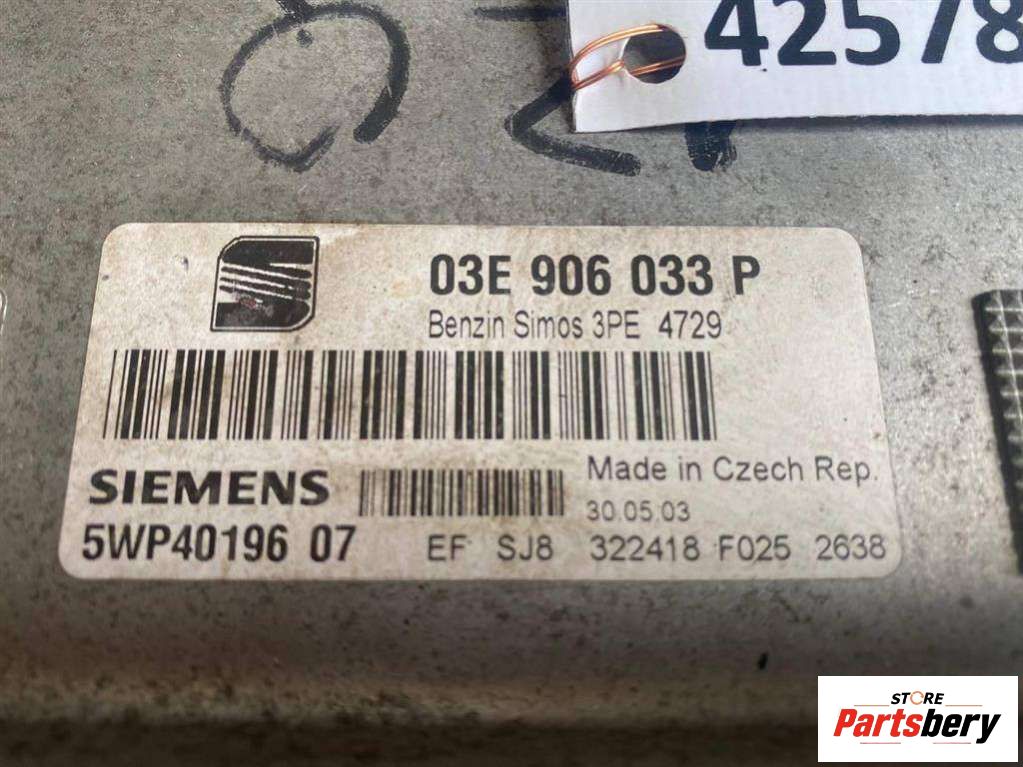 42578
03E 906 033 P
Benzin Simos 3PE 4729
SIEMENS
Made in Czech Rep.
30.05.03
5WP40196 07
EF SJ8 322418 F025 2638
STORE
Partsbery